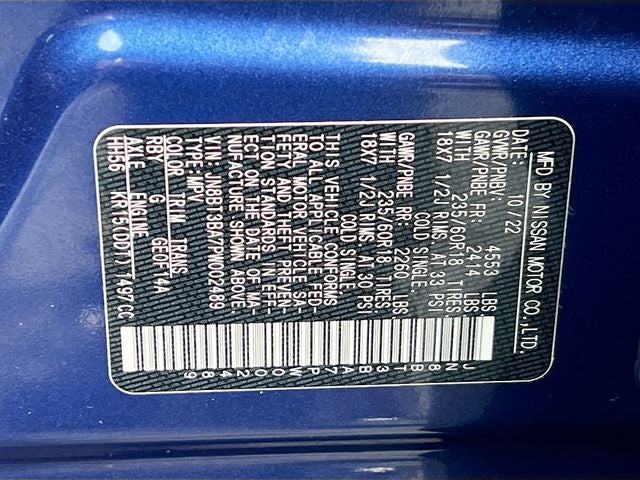 MFD BY NISSAN MOTOR CO.,LTD.
DATE: 10/22
GVWR/PNBV: 4553 LBS
GAWR/PNBE FR: 2414 LBS
WITH 235/60R18 TIRES
18X7 1/2J RIMS AT 33 PSI
COLD SINGLE.
GAWR/PNBE RR: 2260 LBS
WITH 235/60R18 TIRES
18X7 1/2J RIMS AT 30 PSI
COLD SINGLE
THIS VEHICLE CONFORMS
TO ALL APPLICABLE FED-
ERAL MOTOR VEHICLE SA-
FETY AND THEFT PREVEN-
TION STANDARDS IN EFF-
ECT ON THE DATE OF MA-
NUFACTURE SHOWN ABOVE.
VIN: JN8BT3BA7PW002489
TYPE: MPV
COLOR TRIM TRANS
RBY G GE0F14A
AXLE ENGINE
HH56 KR15(DDT) 1497CC
JN8BT3BA7PW002489